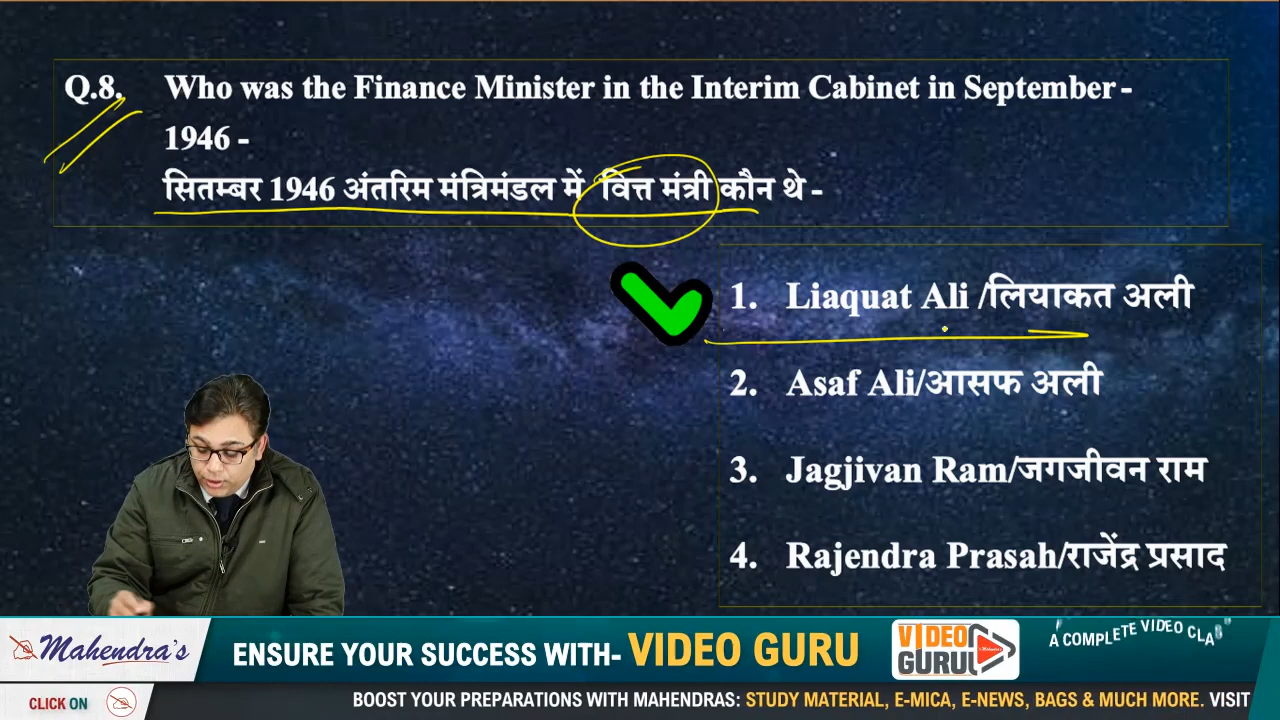 Q.8. Who was the Finance Minister in the Interim Cabinet in September -
1946 -
सितम्बर 1946 अंतरिम मंत्रिमंडल में वित्त मंत्री कौन थे -
1. Liaquat Ali /लियाकत अली
2. Asaf Ali/आसफ अली
3. Jagjivan Ram/जगजीवन राम
4. Rajendra Prasah/राजेंद्र प्रसाद
Mahendra's
ENSURE YOUR SUCCESS WITH- VIDEO GURU
VIDEO
GURU
A COMPLETE VIDEO CLA
CLICK ON
BOOST YOUR PREPARATIONS WITH MAHENDRAS: STUDY MATERIAL, E-MICA, E-NEWS, BAGS & MUCH MORE. VISIT